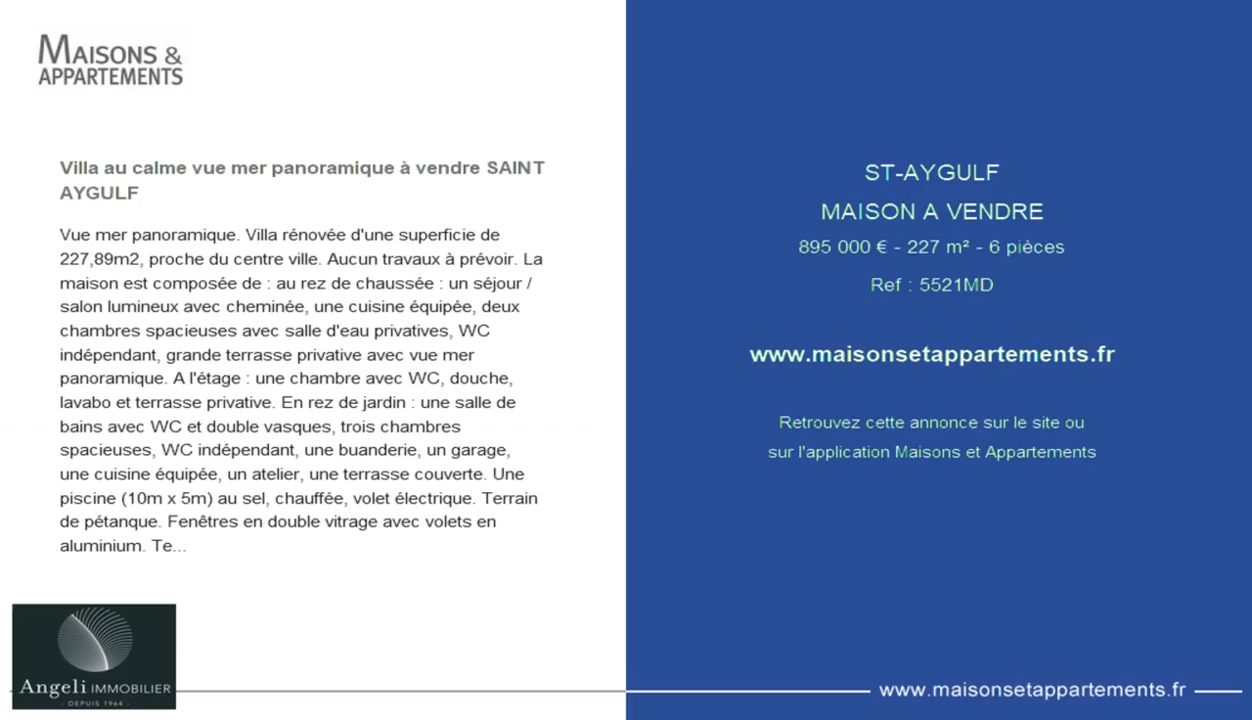 MAISONS &
APPARTEMENTS
Villa au calme vue mer panoramique à vendre SAINT
AYGULF
Vue mer panoramique. Villa rénovée d'une superficie de
227,89m2, proche du centre ville. Aucun travaux à prévoir. La
maison est composée de : au rez de chaussée : un séjour /
salon lumineux avec cheminée, une cuisine équipée, deux
chambres spacieuses avec salle d'eau privatives, WC
indépendant, grande terrasse privative avec vue mer
panoramique. A l'étage : une chambre avec WC, douche,
lavabo et terrasse privative. En rez de jardin : une salle de
bains avec WC et double vasques, trois chambres
spacieuses, WC indépendant, une buanderie, un garage,
une cuisine équipée, un atelier, une terrasse couverte. Une
piscine (10m x 5m) au sel, chauffée, volet électrique. Terrain
de pétanque. Fenêtres en double vitrage avec volets en
aluminium. Te...
Angeli IMMOBILIER
- DEPUIS 1964 -
ST-AYGULF
MAISON A VENDRE
895 000 € - 227 m² - 6 pièces
Ref : 5521MD
www.maisonsetappartements.fr
Retrouvez cette annonce sur le site ou
sur l'application Maisons et Appartements
www.maisonsetappartements.fr